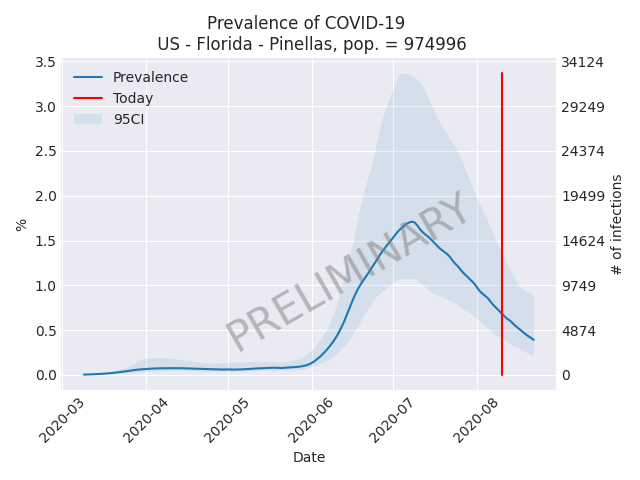 Prevalence of COVID-19
US - Florida - Pinellas, pop. = 974996
Prevalence
Today
95CI
PRELIMINARY
%
3.5
3.0
2.5
2.0
1.5
1.0
0.5
0.0
34124
29249
24374
19499
14624
9749
4874
0
# of infections
2020-03
2020-04
2020-05
2020-06
2020-07
2020-08
Date